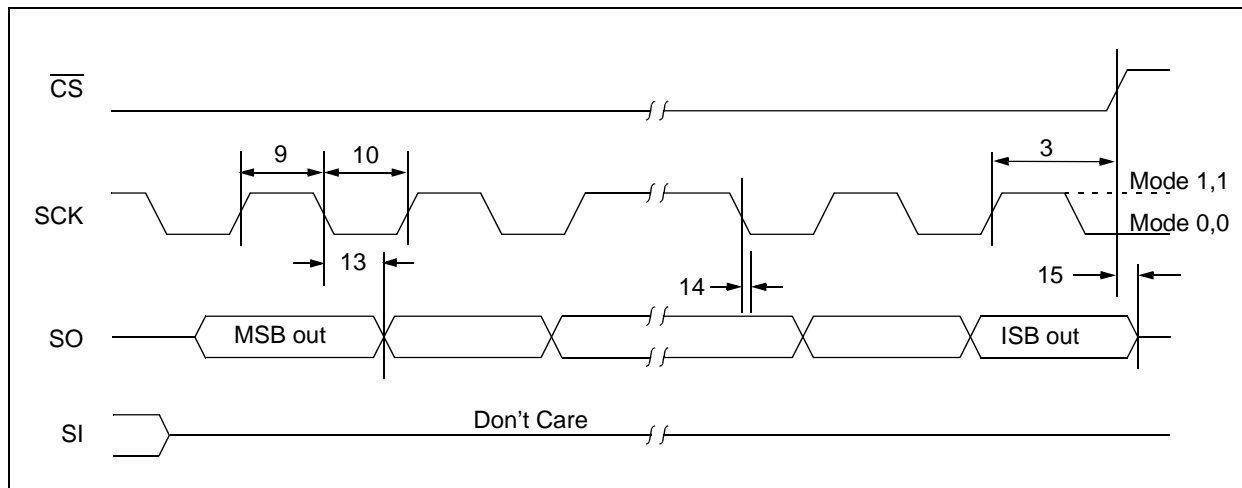 CS
9
10
3
Mode 1,1
SCK
Mode 0,0
13
14
15
SO
MSB out
ISB out
SI
Don't Care